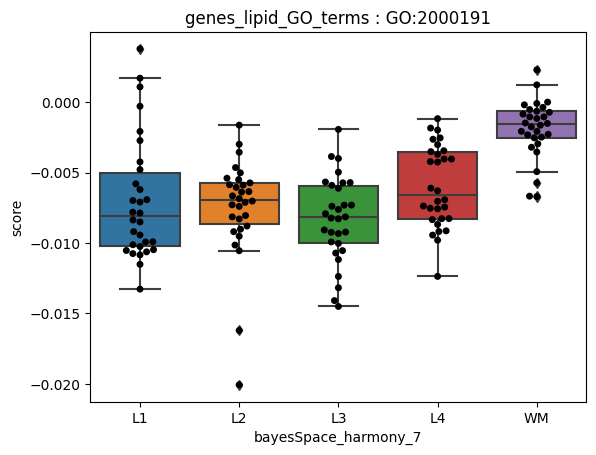 genes_lipid_GO_terms : GO:2000191
score
0.000
−0.005
−0.010
−0.015
−0.020
L1 L2 L3 L4 WM
bayesSpace_harmony_7